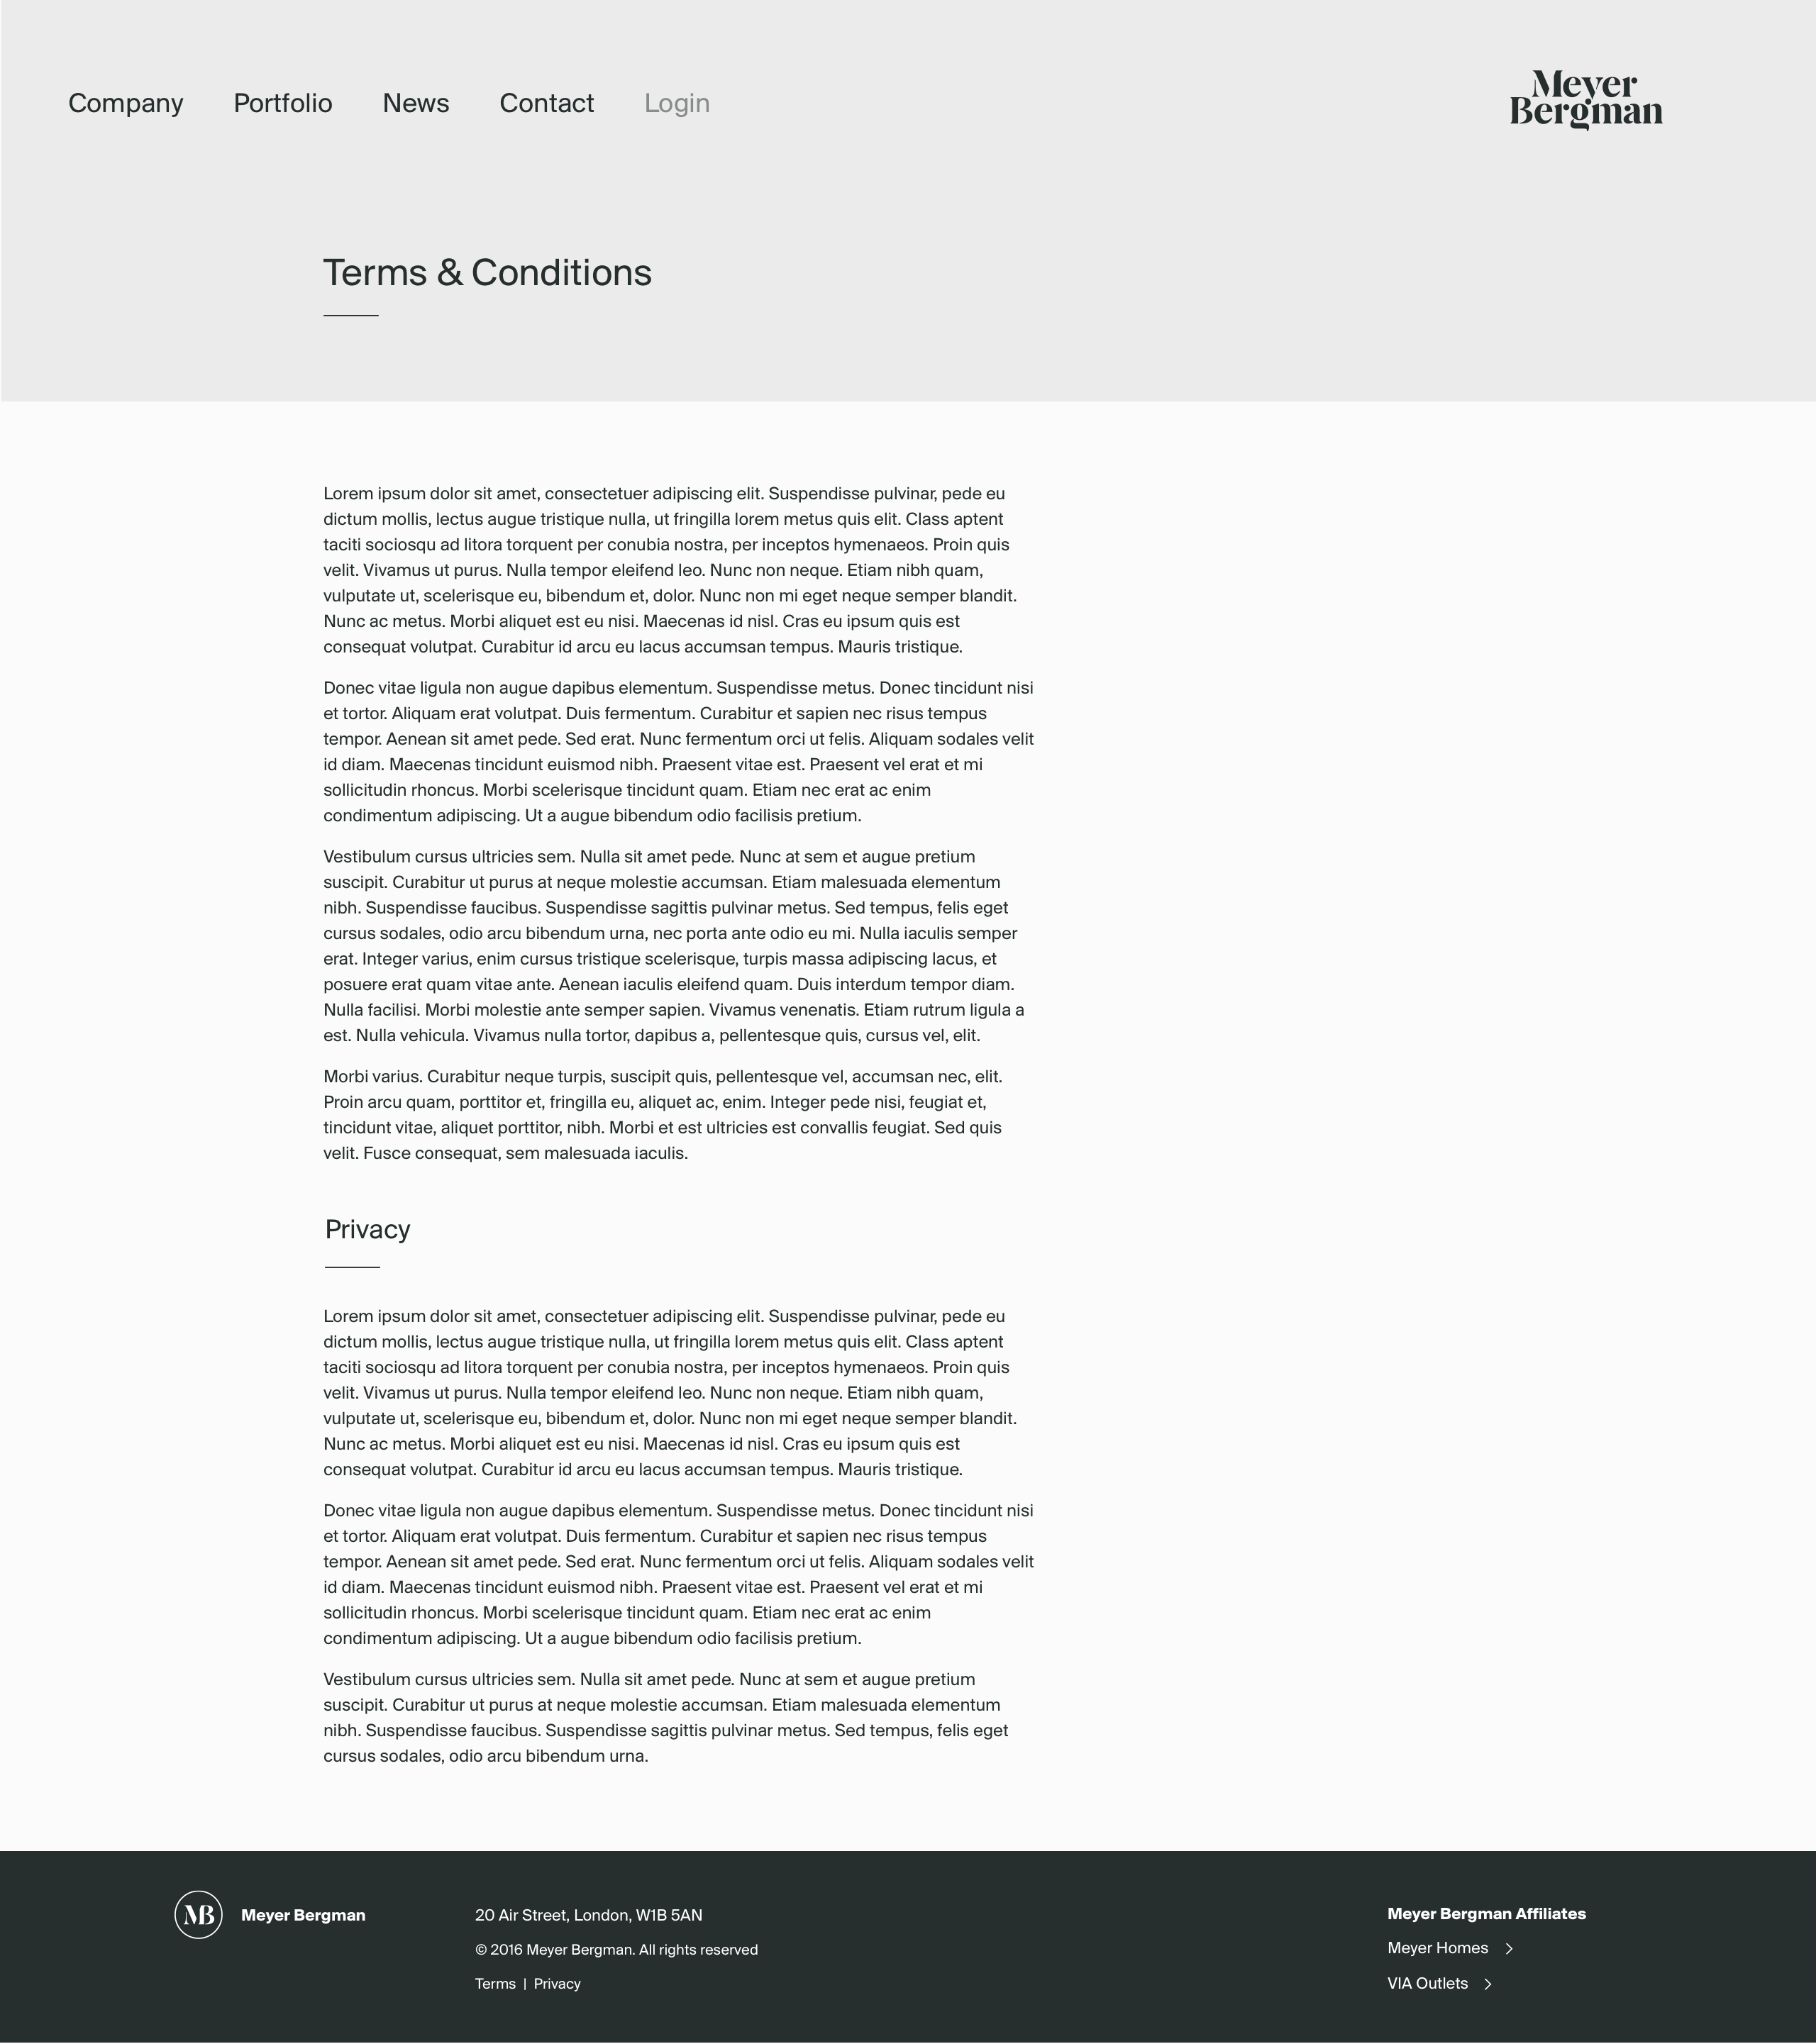 Company Portfolio News Contact Login
Meyer
Bergman
Terms & Conditions
Lorem ipsum dolor sit amet, consectetuer adipiscing elit. Suspendisse pulvinar, pede eu
dictum mollis, lectus augue tristique nulla, ut fringilla lorem metus quis elit. Class aptent
taciti sociosqu ad litora torquent per conubia nostra, per inceptos hymenaeos. Proin quis
velit. Vivamus ut purus. Nulla tempor eleifend leo. Nunc non neque. Etiam nibh quam,
vulputate ut, scelerisque eu, bibendum et, dolor. Nunc non mi eget neque semper blandit.
Nunc ac metus. Morbi aliquet est eu nisi. Maecenas id nisl. Cras eu ipsum quis est
consequat volutpat. Curabitur id arcu eu lacus accumsan tempus. Mauris tristique.
Donec vitae ligula non augue dapibus elementum. Suspendisse metus. Donec tincidunt nisi
et tortor. Aliquam erat volutpat. Duis fermentum. Curabitur et sapien nec risus tempus
tempor. Aenean sit amet pede. Sed erat. Nunc fermentum orci ut felis. Aliquam sodales velit
id diam. Maecenas tincidunt euismod nibh. Praesent vitae est. Praesent vel erat et mi
sollicitudin rhoncus. Morbi scelerisque tincidunt quam. Etiam nec erat ac enim
condimentum adipiscing. Ut a augue bibendum odio facilisis pretium.
Vestibulum cursus ultricies sem. Nulla sit amet pede. Nunc at sem et augue pretium
suscipit. Curabitur ut purus at neque molestie accumsan. Etiam malesuada elementum
nibh. Suspendisse faucibus. Suspendisse sagittis pulvinar metus. Sed tempus, felis eget
cursus sodales, odio arcu bibendum urna, nec porta ante odio eu mi. Nulla iaculis semper
erat. Integer varius, enim cursus tristique scelerisque, turpis massa adipiscing lacus, et
posuere erat quam vitae ante. Aenean iaculis eleifend quam. Duis interdum tempor diam.
Nulla facilisi. Morbi molestie ante semper sapien. Vivamus venenatis. Etiam rutrum ligula a
est. Nulla vehicula. Vivamus nulla tortor, dapibus a, pellentesque quis, cursus vel, elit.
Morbi varius. Curabitur neque turpis, suscipit quis, pellentesque vel, accumsan nec, elit.
Proin arcu quam, porttitor et, fringilla eu, aliquet ac, enim. Integer pede nisi, feugiat et,
tincidunt vitae, aliquet porttitor, nibh. Morbi et est ultricies est convallis feugiat. Sed quis
velit. Fusce consequat, sem malesuada iaculis.
Privacy
Lorem ipsum dolor sit amet, consectetuer adipiscing elit. Suspendisse pulvinar, pede eu
dictum mollis, lectus augue tristique nulla, ut fringilla lorem metus quis elit. Class aptent
taciti sociosqu ad litora torquent per conubia nostra, per inceptos hymenaeos. Proin quis
velit. Vivamus ut purus. Nulla tempor eleifend leo. Nunc non neque. Etiam nibh quam,
vulputate ut, scelerisque eu, bibendum et, dolor. Nunc non mi eget neque semper blandit.
Nunc ac metus. Morbi aliquet est eu nisi. Maecenas id nisl. Cras eu ipsum quis est
consequat volutpat. Curabitur id arcu eu lacus accumsan tempus. Mauris tristique.
Donec vitae ligula non augue dapibus elementum. Suspendisse metus. Donec tincidunt nisi
et tortor. Aliquam erat volutpat. Duis fermentum. Curabitur et sapien nec risus tempus
tempor. Aenean sit amet pede. Sed erat. Nunc fermentum orci ut felis. Aliquam sodales velit
id diam. Maecenas tincidunt euismod nibh. Praesent vitae est. Praesent vel erat et mi
sollicitudin rhoncus. Morbi scelerisque tincidunt quam. Etiam nec erat ac enim
condimentum adipiscing. Ut a augue bibendum odio facilisis pretium.
Vestibulum cursus ultricies sem. Nulla sit amet pede. Nunc at sem et augue pretium
suscipit. Curabitur ut purus at neque molestie accumsan. Etiam malesuada elementum
nibh. Suspendisse faucibus. Suspendisse sagittis pulvinar metus. Sed tempus, felis eget
cursus sodales, odio arcu bibendum urna.
MB Meyer Bergman
20 Air Street, London, W1B 5AN
© 2016 Meyer Bergman. All rights reserved
Terms | Privacy
Meyer Bergman Affiliates
Meyer Homes
VIA Outlets